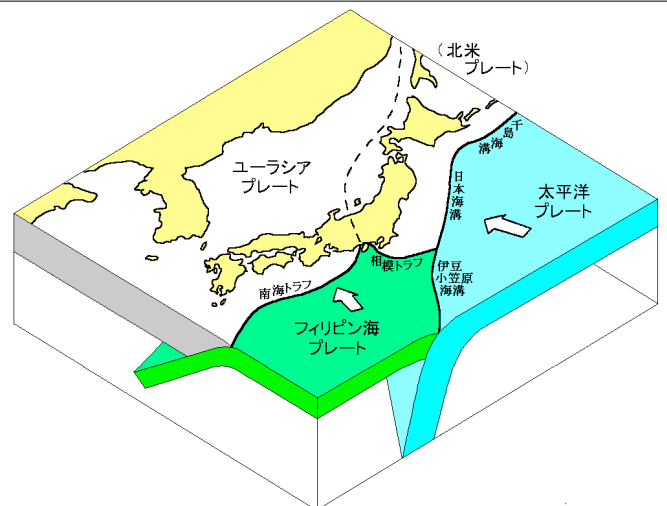 (北米
プレート)
千島海溝
ユーラシア
プレート
日本海溝
太平洋
プレート
相模トラフ
伊豆
小笠原
海溝
南海トラフ
フィリピン海
プレート